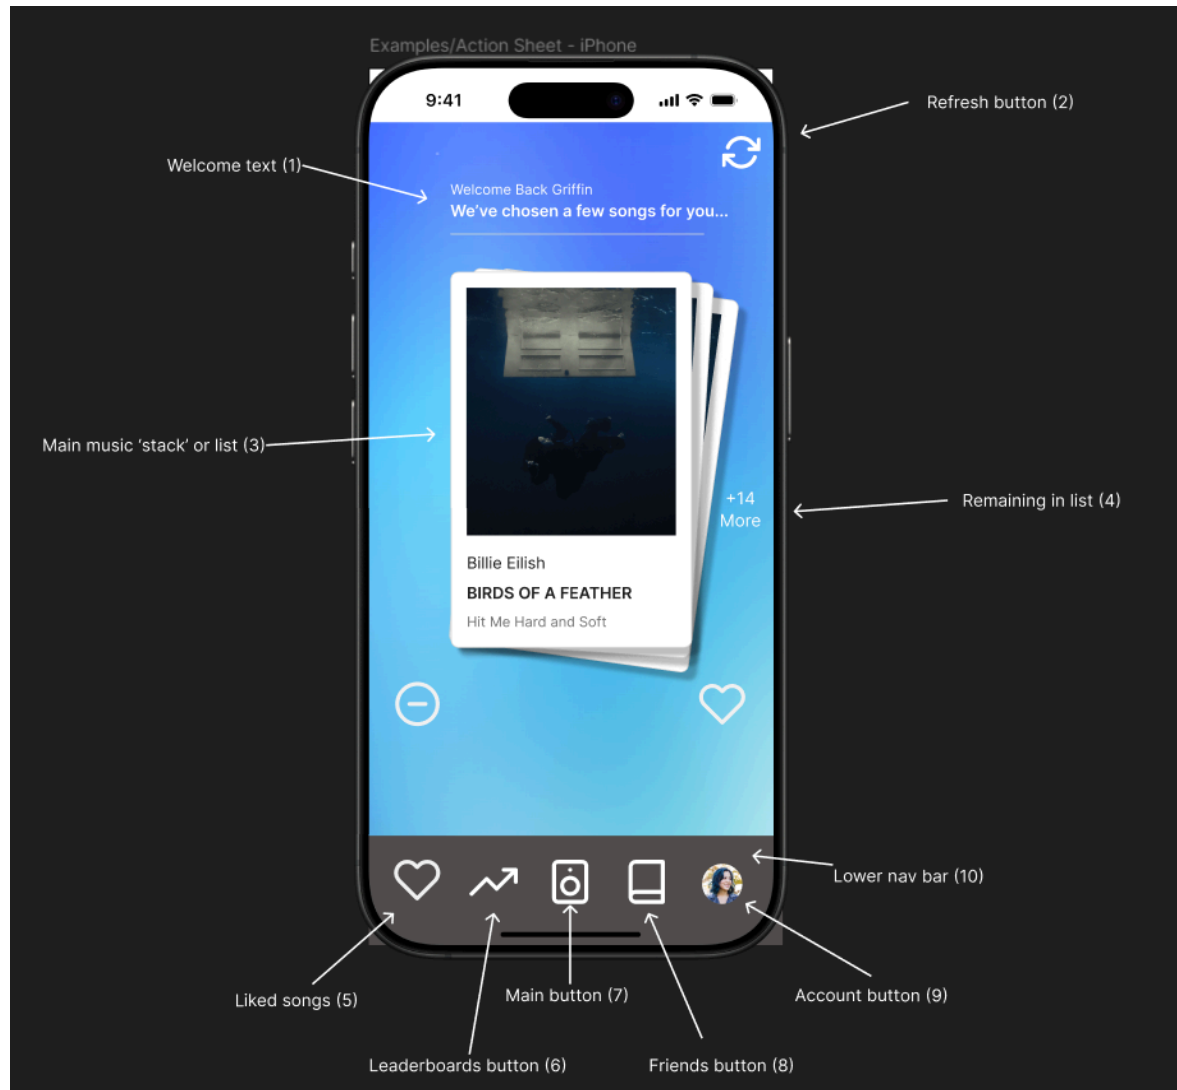 Examples/Action Sheet - iPhone
9:41
Refresh button (2)
Welcome text (1)
Welcome Back Griffin
We've chosen a few songs for you...
Main music 'stack' or list (3)
+14
More
Remaining in list (4)
Billie Eilish
BIRDS OF A FEATHER
Hit Me Hard and Soft
Lower nav bar (10)
Liked songs (5)
Main button (7)
Account button (9)
Leaderboards button (6)
Friends button (8)